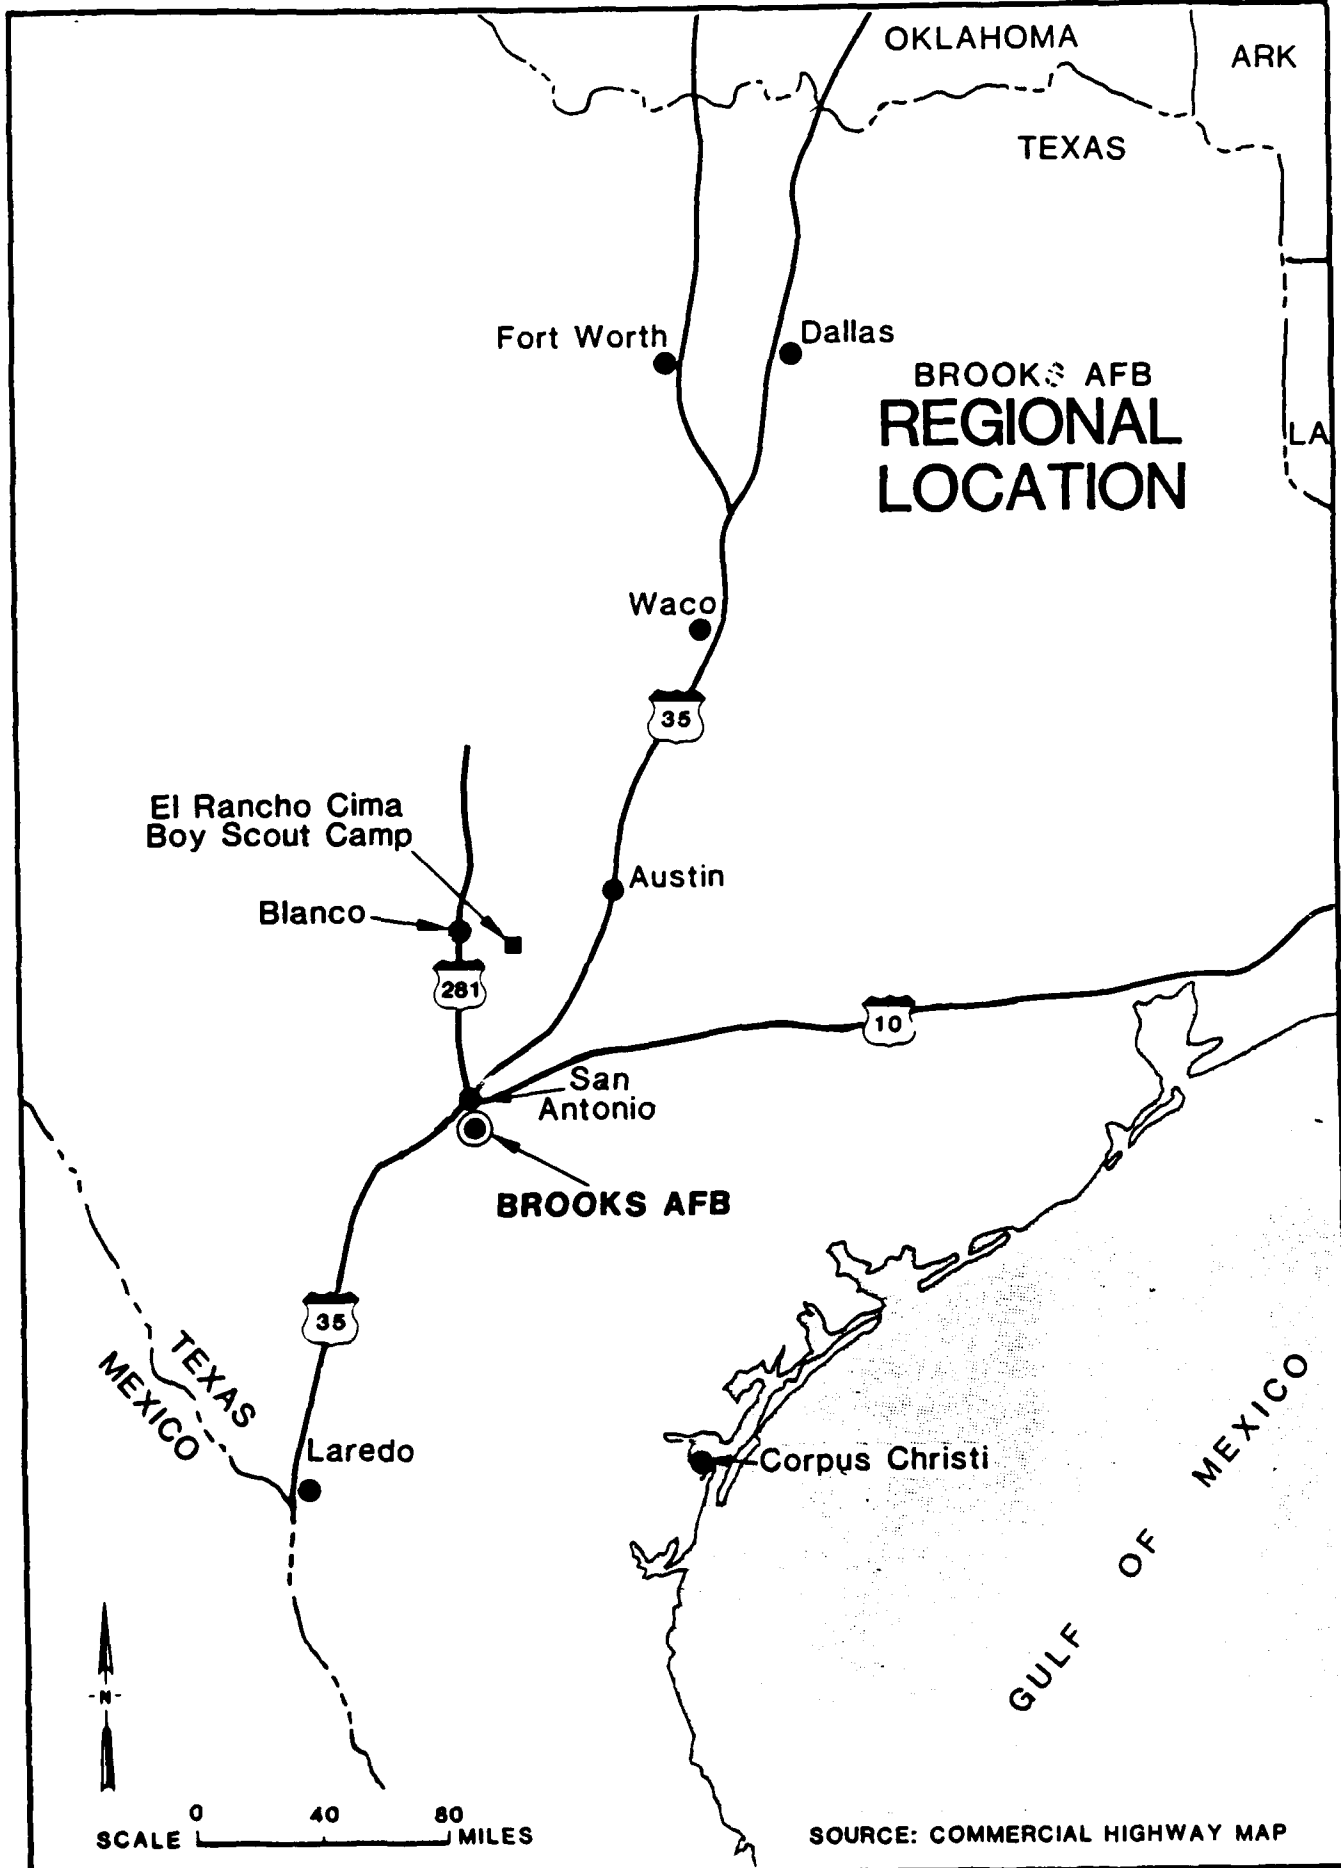 OKLAHOMA
ARK
TEXAS
Fort Worth
Dallas
BROOKS AFB
REGIONAL
LOCATION
LA
Waco
35
El Rancho Cima
Boy Scout Camp
Austin
Blanco
281
10
San
Antonio
BROOKS AFB
35
TEXAS
MEXICO
Laredo
Corpus Christi
GULF OF MEXICO
N
0 40 80
SCALE MILES
SOURCE: COMMERCIAL HIGHWAY MAP